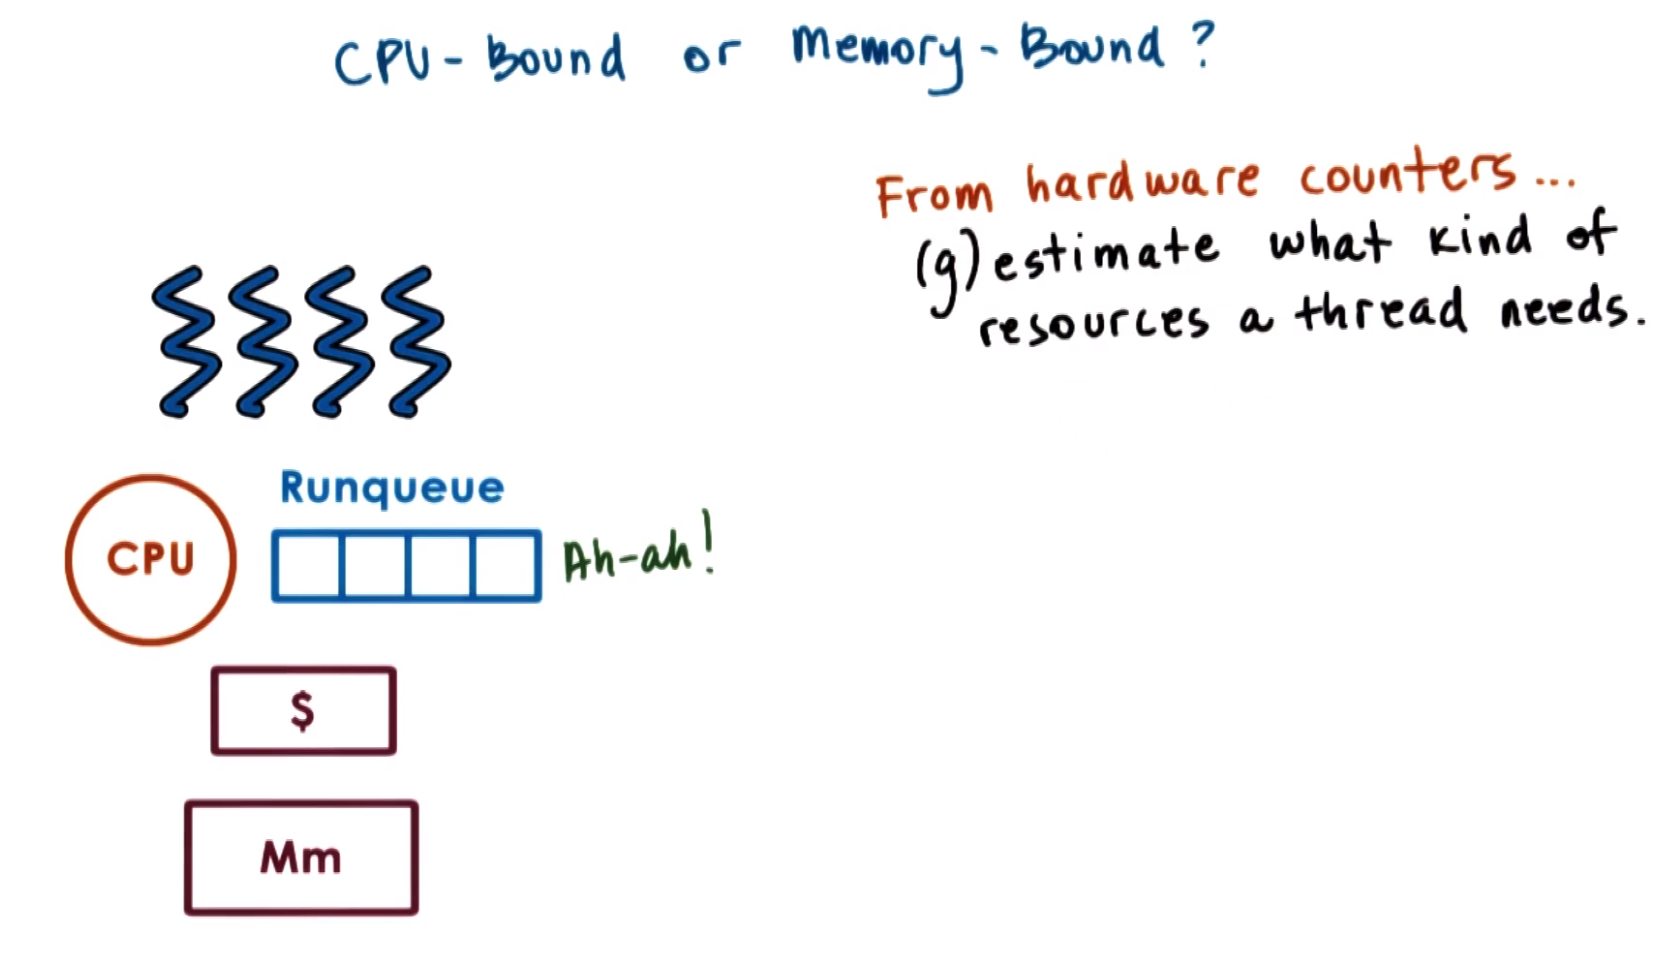 CPU-Bound or Memory-Bound?
From hardware counters...
(g)estimate what kind of
resources a thread needs.
Runqueue
CPU
Ah-ah!
$
Mm